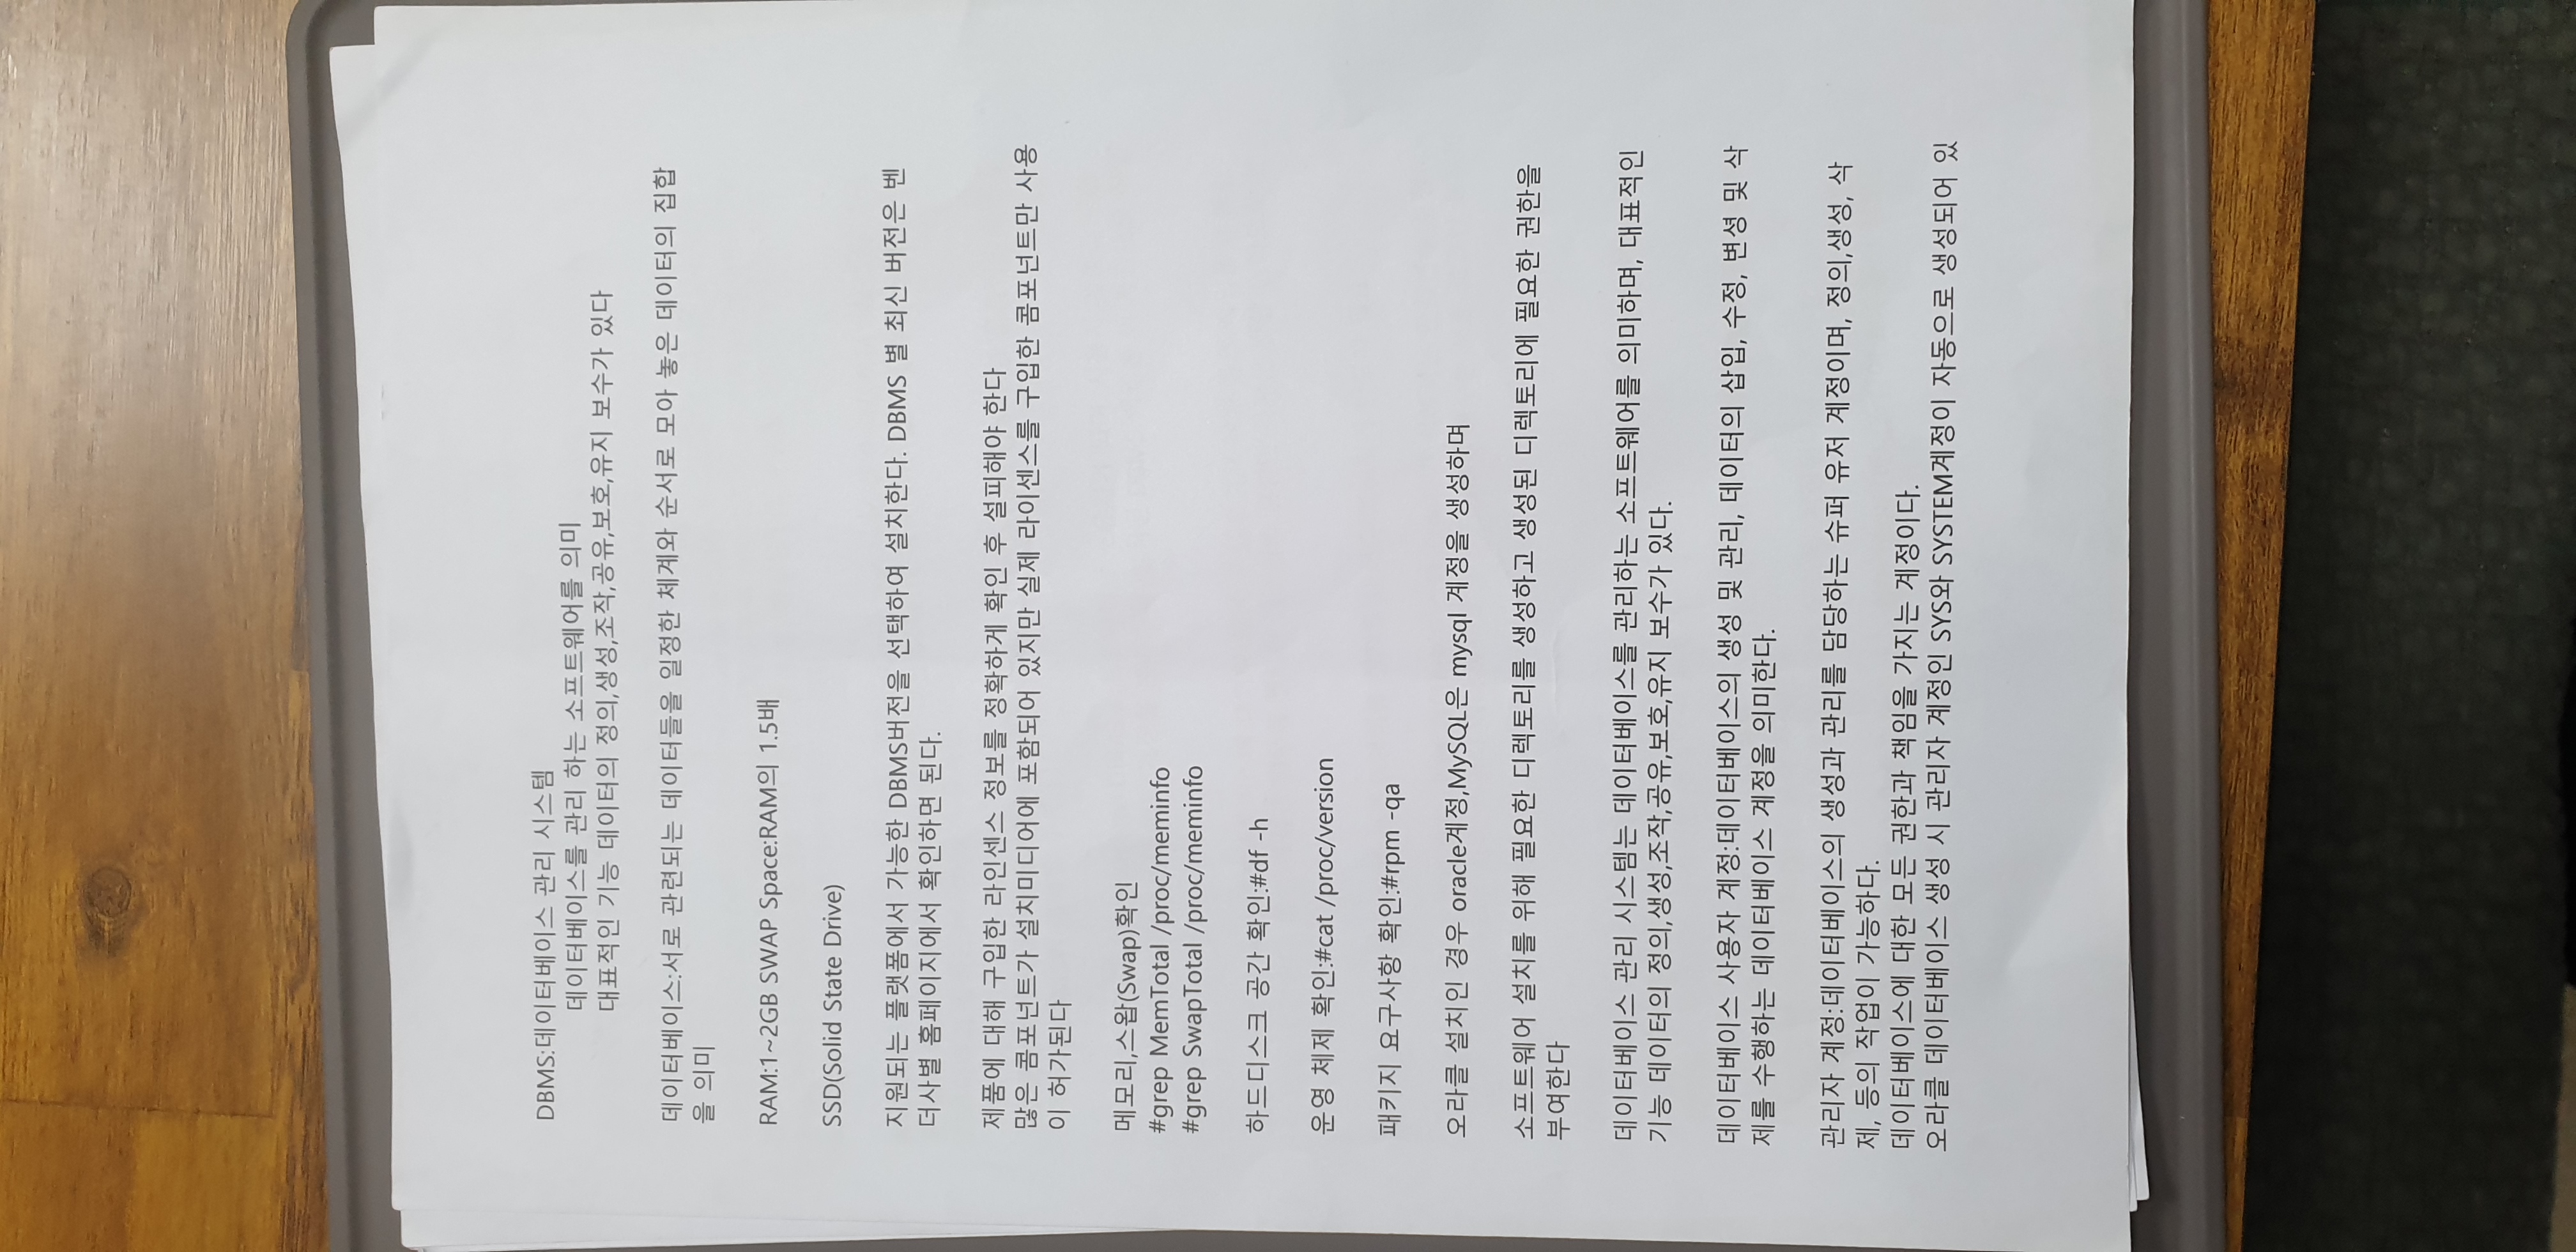 DBMS:데이터베이스 관리 시스템
데이터베이스를 관리 하는 소프트웨어를 의미
대표적인 기능 데이터의 정의,생성,조작,공유,보호,유지 보수가 있다
데이터베이스:서로 관련되는 데이터들을 일정한 체계와 순서로 모아 놓은 데이터의 집합
을 의미
RAM:1~2GB SWAP Space:RAM의 1.5배
SSD(Solid State Drive)
지원되는 플랫폼에서 가능한 DBMS버전을 선택하여 설치한다. DBMS 별 최신 버전은 벤
더사별 홈페이지에서 확인하면 된다.
제품에 대해 구입한 라인센스 정보를 정확하게 확인 후 설피해야 한다
많은 콤포넌트가 설치미디어에 포함되어 있지만 실제 라이센스를 구입한 콤포넌트만 사용
이 허가된다
메모리,스왑(Swap)확인
#grep MemTotal /proc/meminfo
#grep SwapTotal /proc/meminfo
하드디스크 공간 확인:#df -h
운영 체제 확인:#cat /proc/version
패키지 요구사항 확인:#rpm -qa
오라클 설치인 경우 oracle계정,MySQL은 mysql 계정을 생성하며
소프트웨어 설치를 위해 필요한 디렉토리를 생성하고 생성된 디렉토리에 필요한 권한을
부여한다
데이터베이스 관리 시스템는 데이터베이스를 관리하는 소프트웨어를 의미하며, 대표적인
기능 데이터의 정의,생성,조작,공유,보호,유지 보수가 있다.
데이터베이스 사용자 계정:데이터베이스의 생성 및 관리, 데이터의 삽입, 수정, 변셩 및 삭
제를 수행하는 데이터베이스 계정을 의미한다.
관리자 계정:데이터베이스의 생성과 관리를 담당하는 슈퍼 유저 계정이며, 정의,생성, 삭
제, 등의 작업이 가능하다.
데이터베이스에 대한 모든 권한과 책임을 가지는 계정이다.
오라클 데이터베이스 생성 시 관리자 계정인 SYS와 SYSTEM계정이 자동으로 생성되어 있